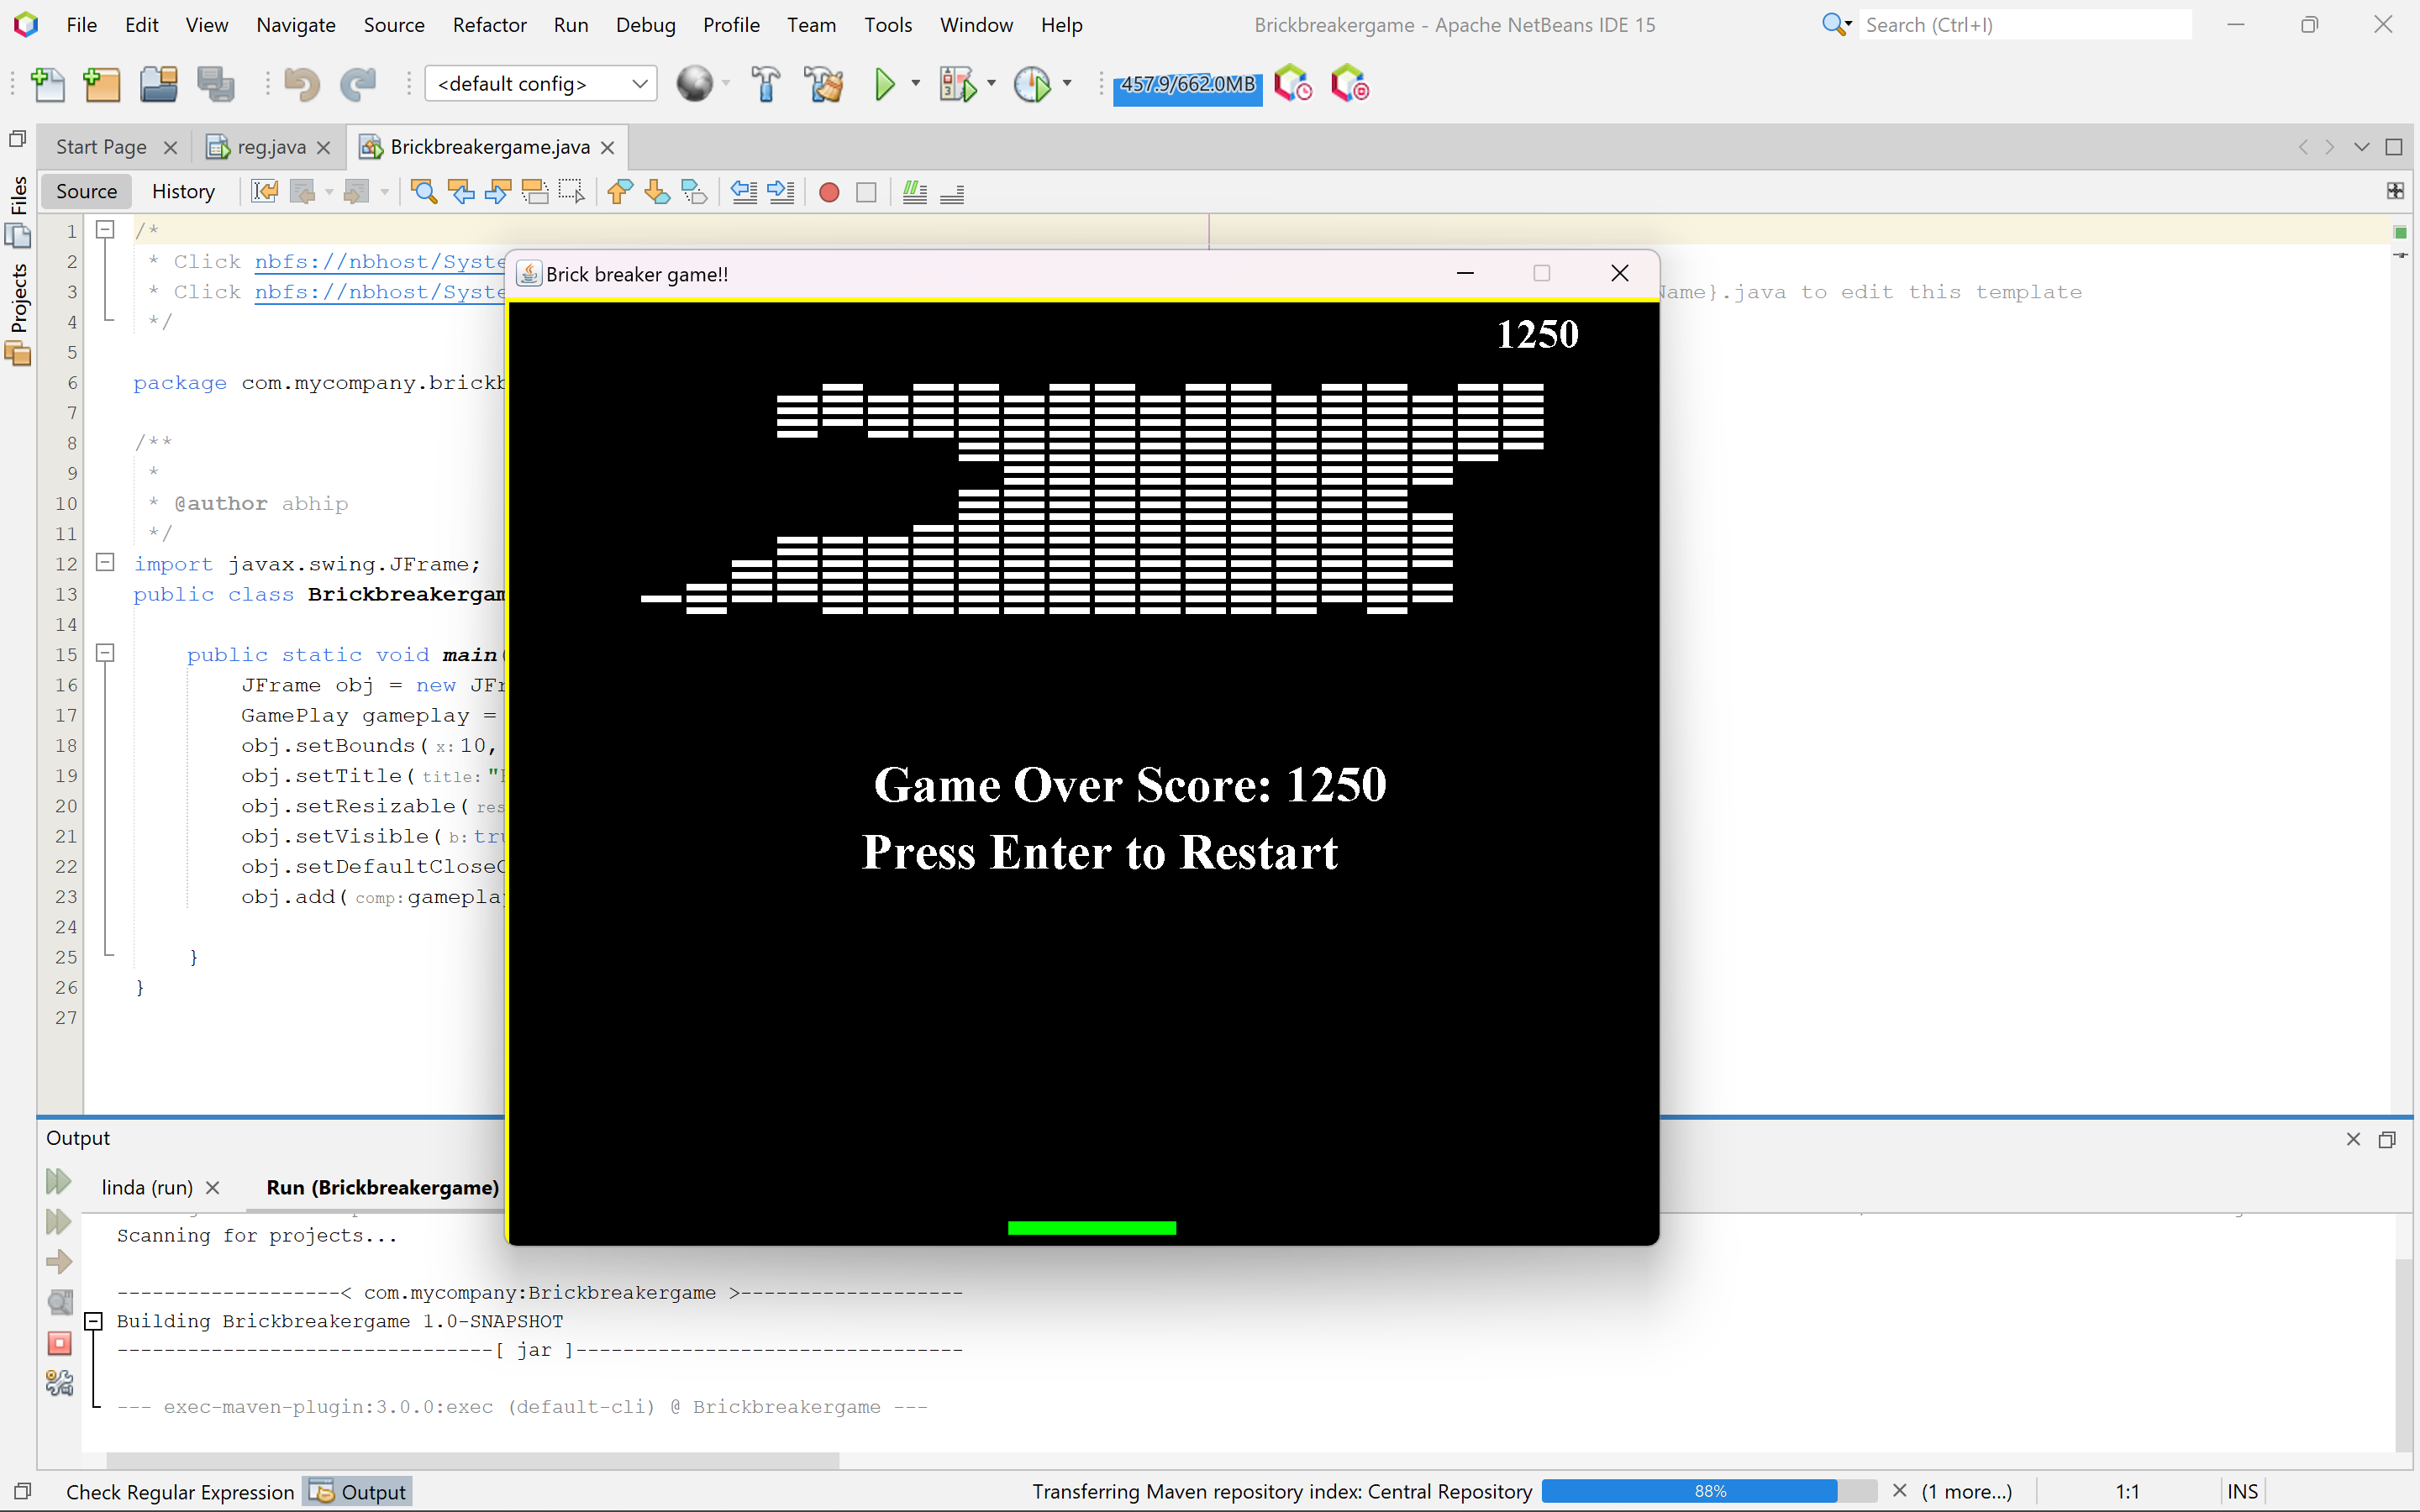 File Edit View Navigate Source Refactor Run Debug Profile Team Tools Window Help Brickbreakergame - Apache NetBeans IDE 15 Search (Ctrl+I)
<default config> 457.9/662.0MB
Start Page reg.java Brickbreakergame.java
Source History
Files
Projects
1 /*
2 * Click nbfs://nbhost/Syste
3 * Click nbfs://nbhost/Syste Name}.java to edit this template
4 */
5
6 package com.mycompany.brickb
7
8 /**
9 *
10 * @author abhip
11 */
12 import javax.swing.JFrame;
13 public class Brickbreakergam
14
15 public static void main(
16 JFrame obj = new JFr
17 GamePlay gameplay =
18 obj.setBounds( x: 10,
19 obj.setTitle( title: "B
20 obj.setResizable( res
21 obj.setVisible( b: tru
22 obj.setDefaultCloseO
23 obj.add( comp: gameplay
24
25 }
26 }
27
Brick breaker game!!
1250
Game Over Score: 1250
Press Enter to Restart
Output
linda (run) Run (Brickbreakergame)
Scanning for projects...
-------------------< com.mycompany:Brickbreakergame >-------------------
Building Brickbreakergame 1.0-SNAPSHOT
--------------------------------[ jar ]---------------------------------
--- exec-maven-plugin:3.0.0:exec (default-cli) @ Brickbreakergame ---
Check Regular Expression Output Transferring Maven repository index: Central Repository 88% (1 more...) 1:1 INS